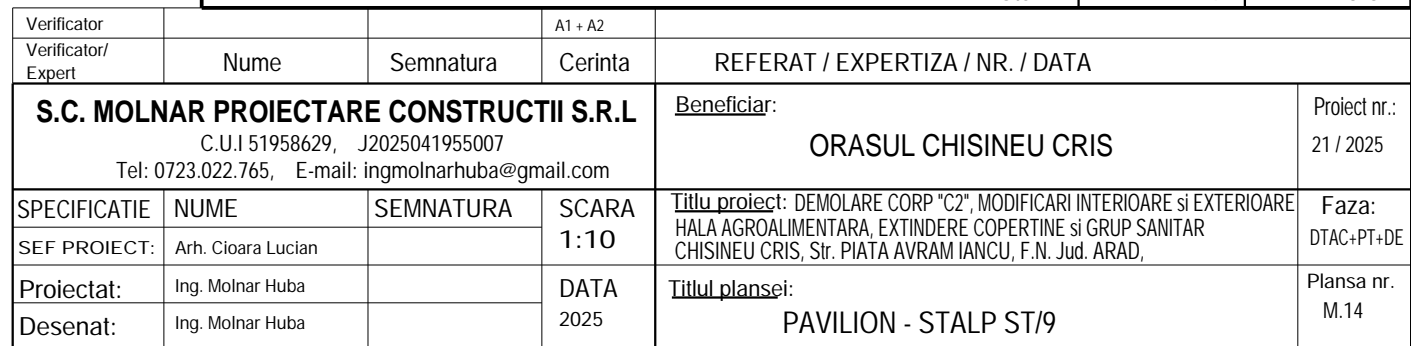 Verificator A1 + A2
Verificator/ Expert Nume Semnatura Cerinta REFERAT / EXPERTIZA / NR. / DATA
S.C. MOLNAR PROIECTARE CONSTRUCTII S.R.L
C.U.I 51958629, J2025041955007
Tel: 0723.022.765, E-mail: ingmolnarhuba@gmail.com
Beneficiar:
ORASUL CHISINEU CRIS
Proiect nr.:
21 / 2025
SPECIFICATIE NUME SEMNATURA SCARA
1:10
SEF PROIECT: Arh. Cioara Lucian
Titlu proiect: DEMOLARE CORP "C2", MODIFICARI INTERIOARE si EXTERIOARE
HALA AGROALIMENTARA, EXTINDERE COPERTINE si GRUP SANITAR
CHISINEU CRIS, Str. PIATA AVRAM IANCU, F.N. Jud. ARAD,
Faza:
DTAC+PT+DE
Proiectat: Ing. Molnar Huba DATA
Desenat: Ing. Molnar Huba 2025
Titlul plansei:
PAVILION - STALP ST/9
Plansa nr.
M.14